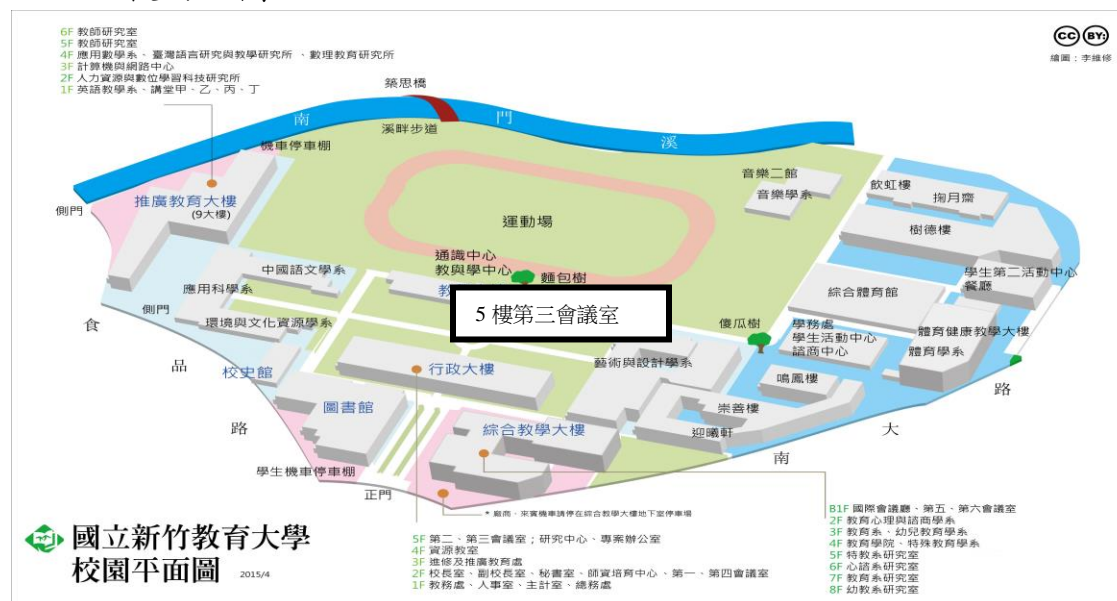 6F 教師研究室
5F 教師研究室
4F 應用數學系、臺灣語言研究與教學研究所 、數理教育研究所
3F 計算機與網路中心
2F 人力資源與數位學習科技研究所
1F 英語教學系、講堂甲、乙、丙、丁
CC BY:
繪圖：李維修
築思橋
南 門 溪
溪畔步道
機車停車棚
側門
推廣教育大樓
(9大樓)
運動場
音樂二館
音樂學系
飲虹樓
掬月齋
樹德樓
學生第二活動中心
餐廳
通識中心
教與學中心
麵包樹
教
中國語文學系
應用科學系
側門
環境與文化資源學系
5 樓第三會議室
綜合體育館
傻瓜樹
學務處
學生活動中心
諮商中心
體育健康教學大樓
體育學系
食
品
路
校史館
行政大樓
藝術與設計學系
鳴鳳樓
圖書館
崇善樓
迎曦軒
綜合教學大樓
南
大
路
學生機車停車棚
正門
* 廠商、來賓機車請停在綜合教學大樓地下室停車場
國立新竹教育大學
校園平面圖 2015/4
5F 第二、第三會議室；研究中心、專案辦公室
4F 資源教室
3F 進修及推廣教育處
2F 校長室、副校長室、秘書室、師資培育中心、第一、第四會議室
1F 教務處、人事室、主計室、總務處
B1F 國際會議廳、第五、第六會議室
2F 教育心理與諮商學系
3F 教育系、幼兒教育學系
4F 教育學院、特殊教育學系
5F 特教系研究室
6F 心諮系研究室
7F 教育系研究室
8F 幼教系研究室